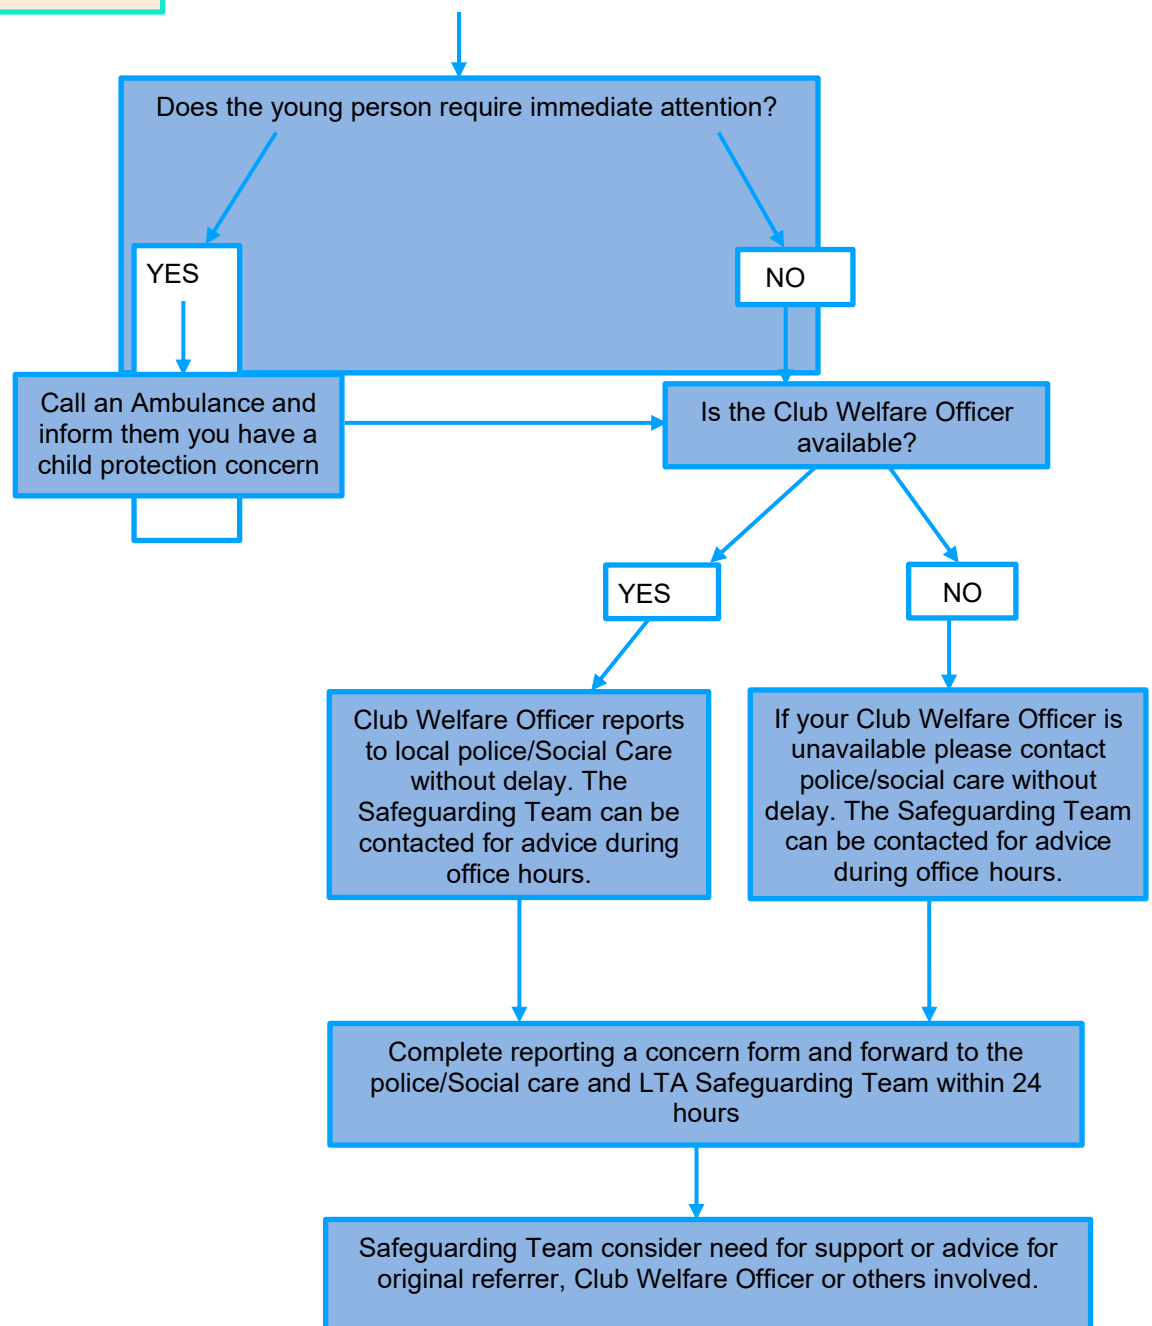 Does the young person require immediate attention?
YES
NO
Call an Ambulance and
inform them you have a
child protection concern
Is the Club Welfare Officer
available?
YES
NO
Club Welfare Officer reports
to local police/Social Care
without delay. The
Safeguarding Team can be
contacted for advice during
office hours.
If your Club Welfare Officer is
unavailable please contact
police/social care without
delay. The Safeguarding Team
can be contacted for advice
during office hours.
Complete reporting a concern form and forward to the
police/Social care and LTA Safeguarding Team within 24
hours
Safeguarding Team consider need for support or advice for
original referrer, Club Welfare Officer or others involved.